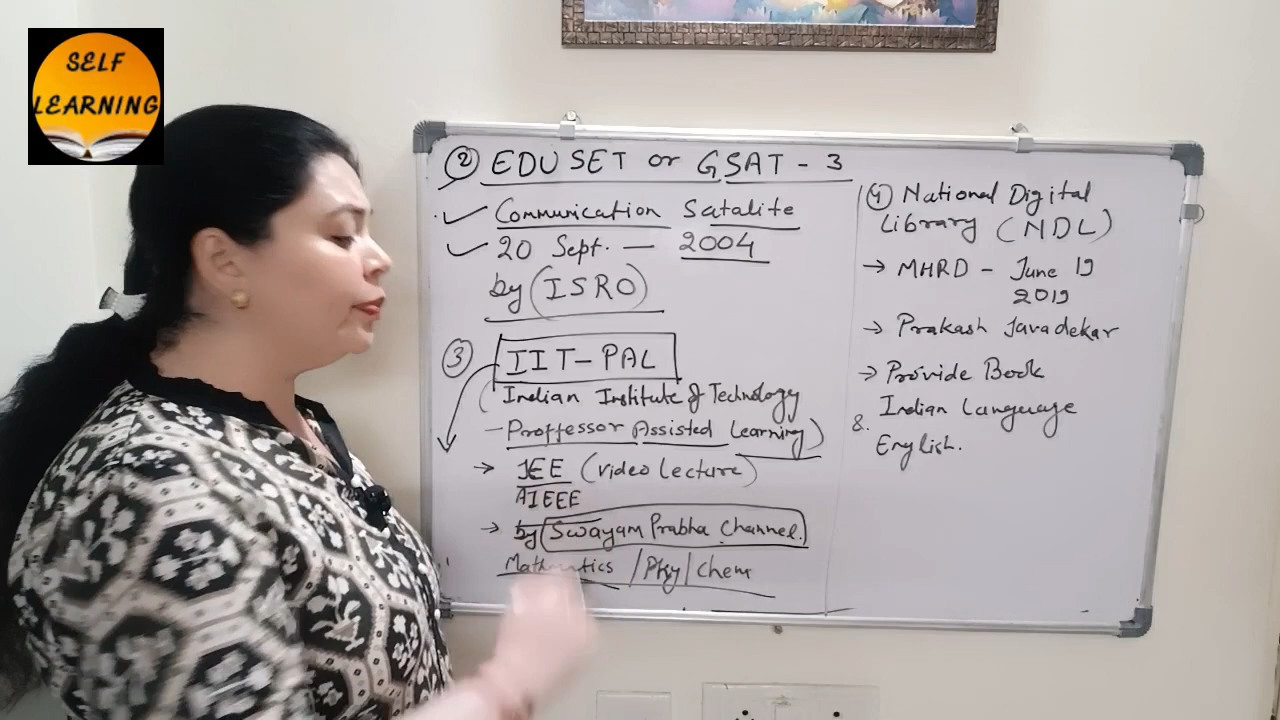 SELF
LEARNING
② EDUSET or GSAT - 3
Communication Satalite
20 Sept. — 2004
by (ISRO)
③ IIT-PAL
(Indian Institute of Technology
- Proffessor Assisted Learning)
→ JEE (video lecture)
AIEEE
→ by Swayam Prabha Channel.
Mathematics / Phy / Chem
④ National Digital
Library (NDL)
→ MHRD - June 19
2019
→ Prakash Javadekar
→ Provide Book
Indian Language
&
English.